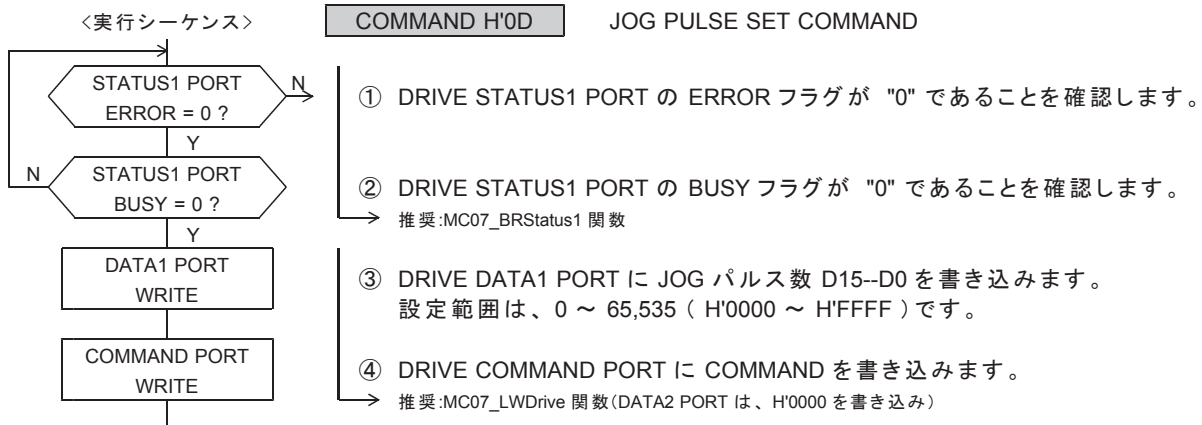 <実行シーケンス>
COMMAND H'0D
JOG PULSE SET COMMAND
STATUS1 PORT
ERROR = 0 ?
N
Y
① DRIVE STATUS1 PORT の ERROR フラグが "0" であることを確認します。
N
STATUS1 PORT
BUSY = 0 ?
Y
② DRIVE STATUS1 PORT の BUSY フラグが "0" であることを確認します。
推奨:MC07_BRStatus1 関数
DATA1 PORT
WRITE
③ DRIVE DATA1 PORT に JOG パルス数 D15--D0 を書き込みます。
設定範囲は、0 ~ 65,535 ( H'0000 ~ H'FFFF )です。
COMMAND PORT
WRITE
④ DRIVE COMMAND PORT に COMMAND を書き込みます。
推奨:MC07_LWDrive 関数(DATA2 PORT は、H'0000 を書き込み)